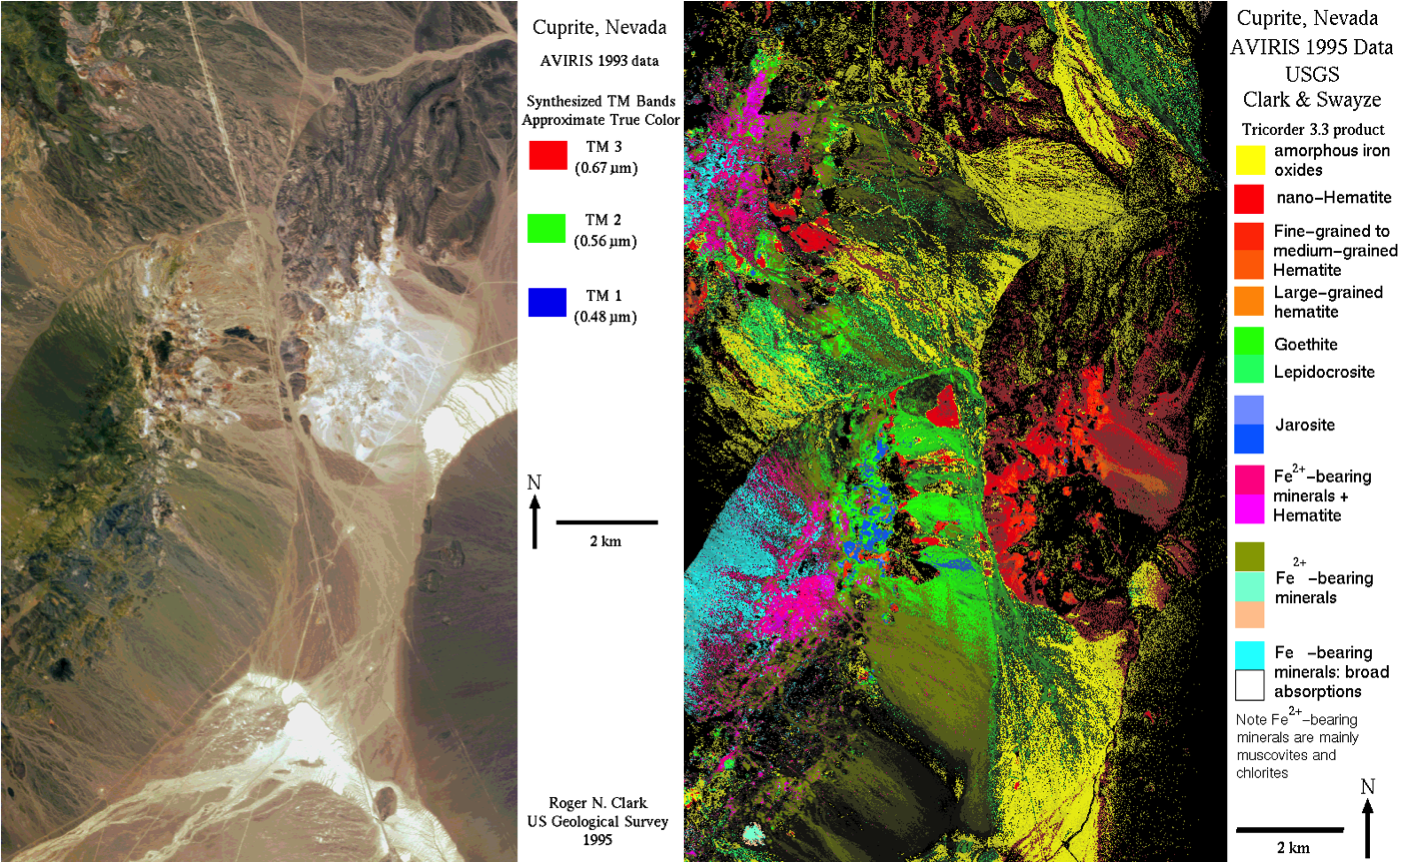 Cuprite, Nevada
AVIRIS 1993 data
Synthesized TM Bands
Approximate True Color
TM 3
(0.67 µm)
TM 2
(0.56 µm)
TM 1
(0.48 µm)
N
2 km
Roger N. Clark
US Geological Survey
1995
Cuprite, Nevada
AVIRIS 1995 Data
USGS
Clark & Swayze
Tricorder 3.3 product
amorphous iron
oxides
nano-Hematite
Fine-grained to
medium-grained
Hematite
Large-grained
hematite
Goethite
Lepidocrosite
Jarosite
Fe2+-bearing
minerals +
Hematite
2+
Fe -bearing
minerals
Fe -bearing
minerals: broad
absorptions
Note Fe2+-bearing
minerals are mainly
muscovites and
chlorites
N
2 km